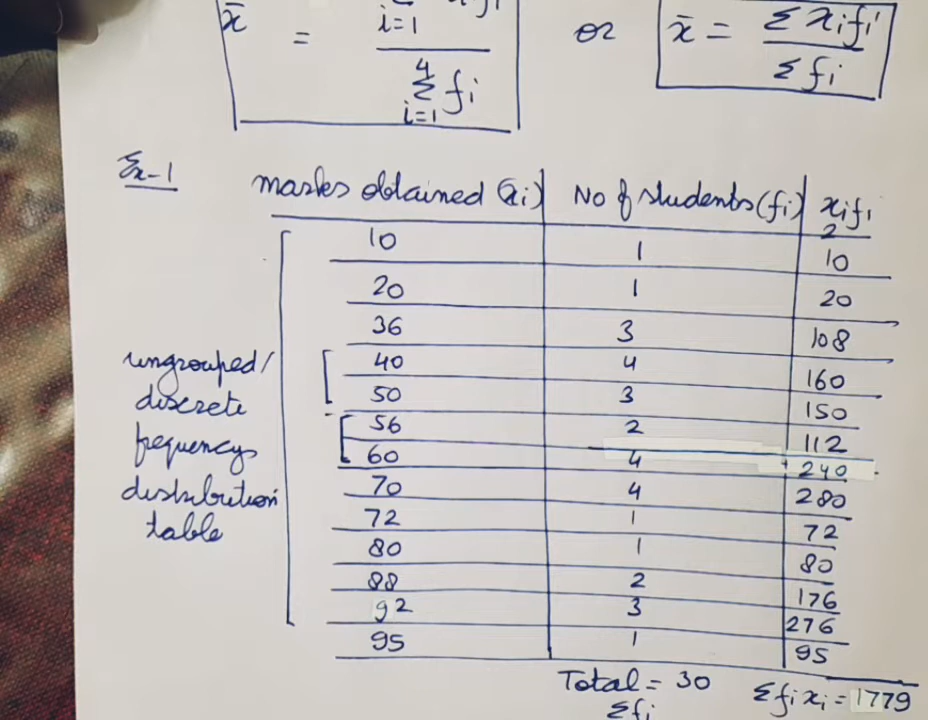 x̄ = i=1 / 4 Σ fi i=1 or x̄ = Σ xifi / Σ fi
Ex-1
marks obtained (xi) | No of students (fi) | xifi
2
10 | 1 | 10
20 | 1 | 20
36 | 3 | 108
40 | 4 | 160
50 | 3 | 150
56 | 2 | 112
60 | 4 | 240
70 | 4 | 280
72 | 1 | 72
80 | 1 | 80
88 | 2 | 176
92 | 3 | 276
95 | 1 | 95
ungrouped/
discrete
frequency
distribution
table
Total = 30
Σfi
Σfixi = 1779